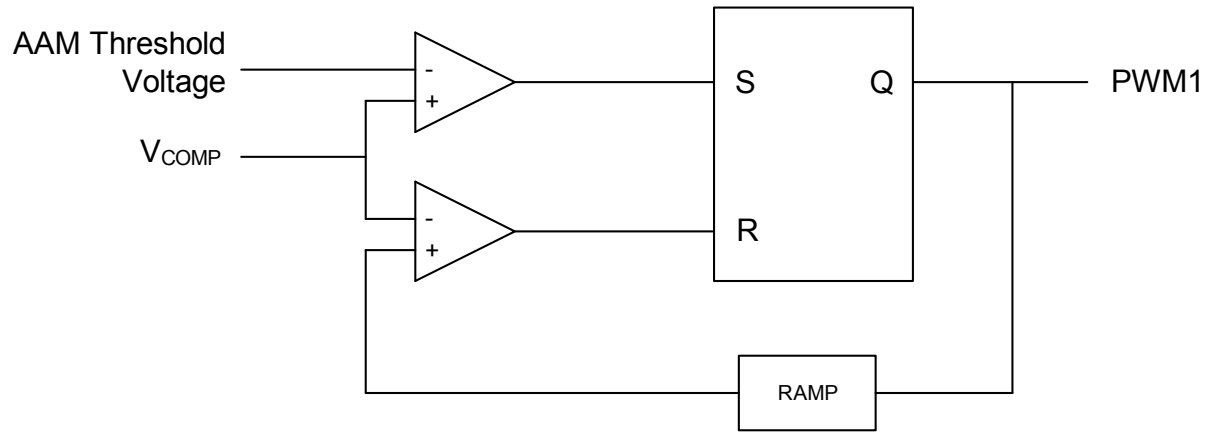 AAM Threshold
Voltage
-
+
S
Q
PWM1
VCOMP
-
+
R
RAMP